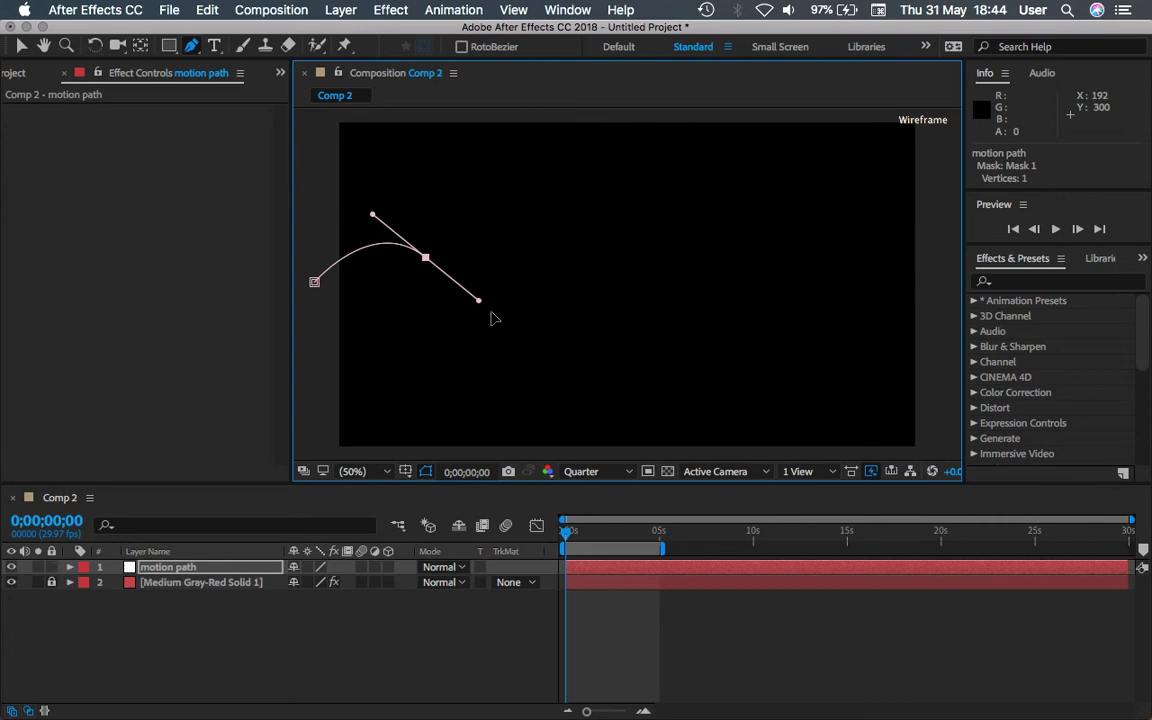 After Effects CC File Edit Composition Layer Effect Animation View Window Help 97% Thu 31 May 18:44 User
Adobe After Effects CC 2018 - Untitled Project *
RotoBezier Default Standard Small Screen Libraries Search Help
roject Effect Controls motion path Composition Comp 2 Info Audio
Comp 2 • motion path Comp 2
R: X: 192
G: Y: 300
B:
A: 0
Wireframe
motion path
Mask: Mask 1
Vertices: 1
Preview
Effects & Presets Librari
* Animation Presets
3D Channel
Audio
Blur & Sharpen
Channel
CINEMA 4D
Color Correction
Distort
Expression Controls
Generate
Immersive Video
(50%) 0;00;00;00 Quarter Active Camera 1 View +0.0
Comp 2
0;00;00;00
00000 (29.97 fps)
05s 10s 15s 20s 25s 30s
# Layer Name Mode T TrkMat
1 motion path Normal
2 [Medium Gray-Red Solid 1] fx Normal None